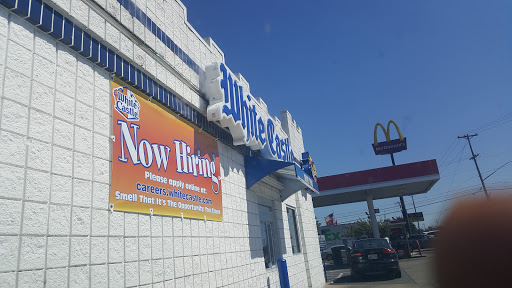 White
Castle
Now Hiring
Please apply online at:
careers.whitecastle.com
Smell That It's The Opportunity You Crave
White Castle
McDonald's